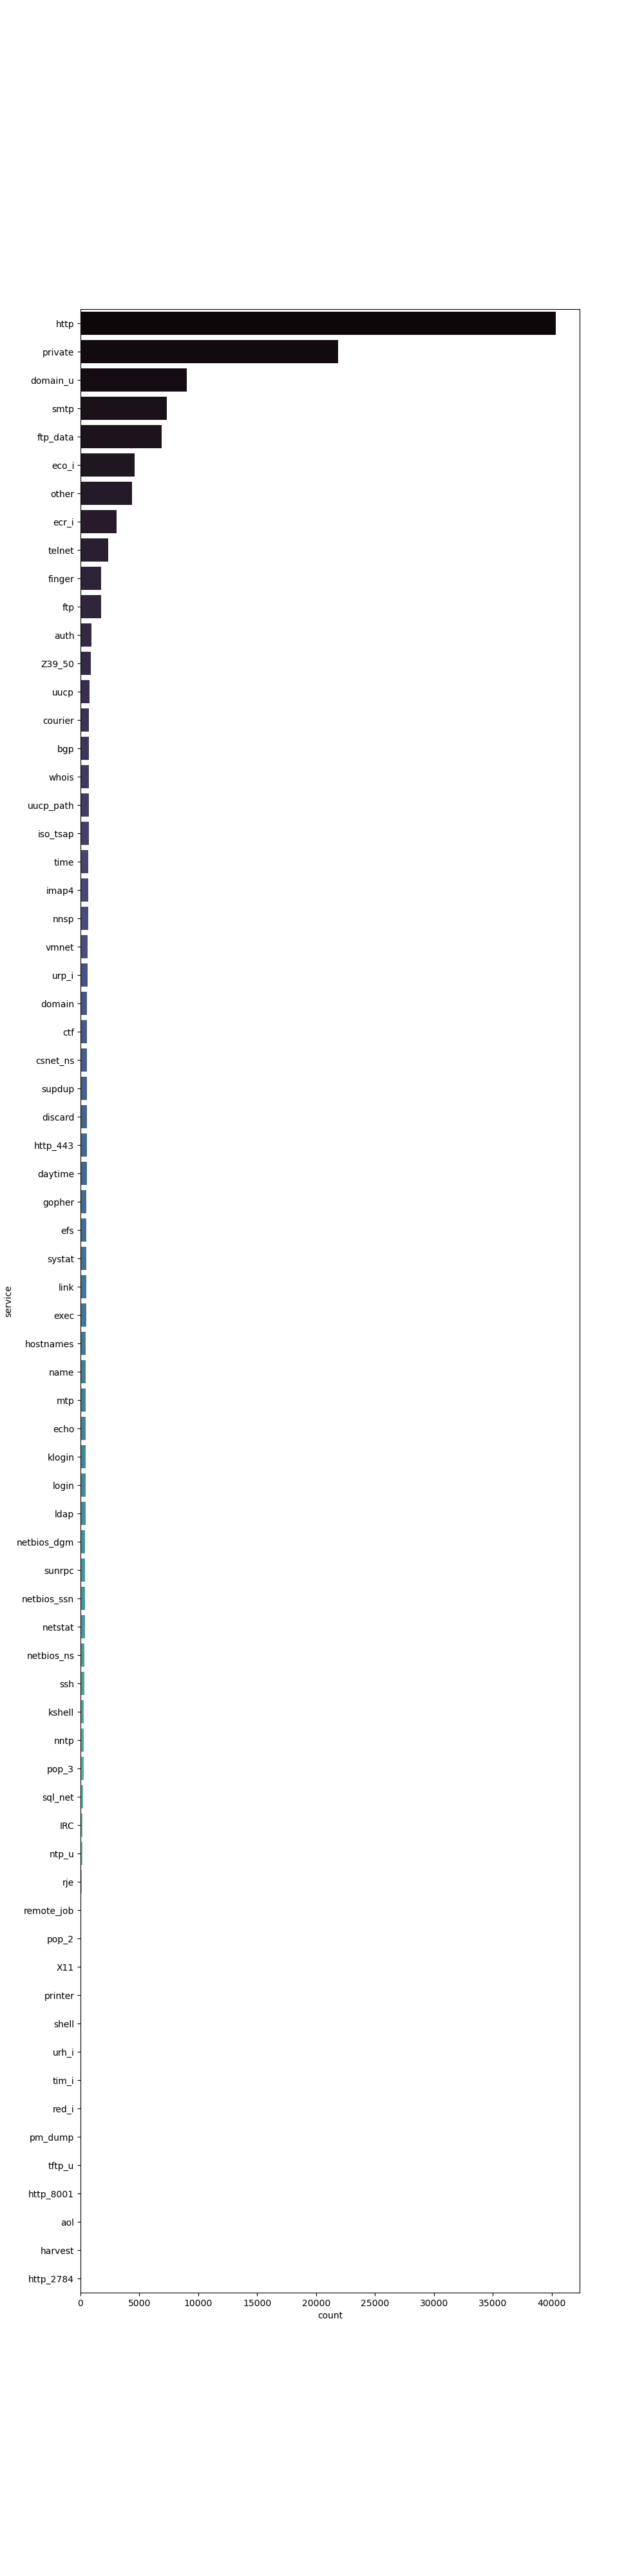 http
private
domain_u
smtp
ftp_data
eco_i
other
ecr_i
telnet
finger
ftp
auth
Z39_50
uucp
courier
bgp
whois
uucp_path
iso_tsap
time
imap4
nnsp
vmnet
urp_i
domain
ctf
csnet_ns
supdup
discard
http_443
daytime
gopher
efs
systat
link
service
exec
hostnames
name
mtp
echo
klogin
login
ldap
netbios_dgm
sunrpc
netbios_ssn
netstat
netbios_ns
ssh
kshell
nntp
pop_3
sql_net
IRC
ntp_u
rje
remote_job
pop_2
X11
printer
shell
urh_i
tim_i
red_i
pm_dump
tftp_u
http_8001
aol
harvest
http_2784
0 5000 10000 15000 20000 25000 30000 35000 40000
count